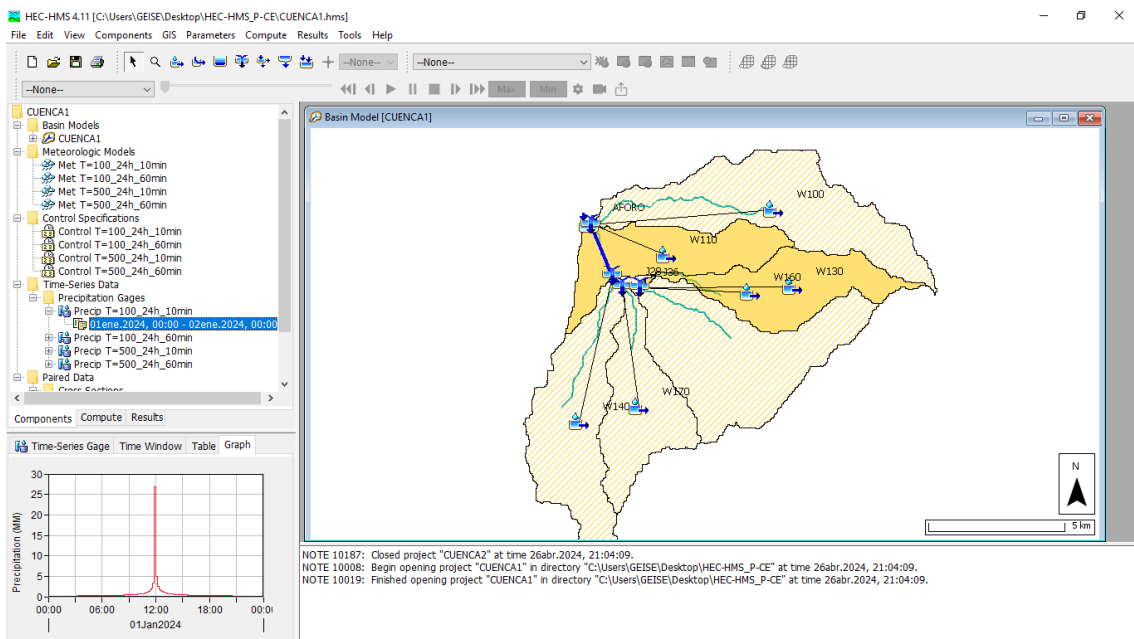 HEC-HMS 4.11 [C:\Users\GEISE\Desktop\HEC-HMS_P-CE\CUENCA1.hms]
File Edit View Components GIS Parameters Compute Results Tools Help
--None-- --None--
--None-- Max Min
CUENCA1
Basin Models
CUENCA1
Meteorologic Models
Met T=100_24h_10min
Met T=100_24h_60min
Met T=500_24h_10min
Met T=500_24h_60min
Control Specifications
Control T=100_24h_10min
Control T=100_24h_60min
Control T=500_24h_10min
Control T=500_24h_60min
Time-Series Data
Precipitation Gages
Precip T=100_24h_10min
01ene.2024, 00:00 - 02ene.2024, 00:00
Precip T=100_24h_60min
Precip T=500_24h_10min
Precip T=500_24h_60min
Paired Data
Cross Sections
Components Compute Results
Time-Series Gage Time Window Table Graph
30
25
20
15
10
5
0
Precipitation (MM)
00:00 06:00 12:00 18:00 00:0
01Jan2024
Basin Model [CUENCA1]
W100
AFORO
W110
J28 J36
W160
W130
W170
W140
N
5 km
NOTE 10187: Closed project "CUENCA2" at time 26abr.2024, 21:04:09.
NOTE 10008: Begin opening project "CUENCA1" in directory "C:\Users\GEISE\Desktop\HEC-HMS_P-CE" at time 26abr.2024, 21:04:09.
NOTE 10019: Finished opening project "CUENCA1" in directory "C:\Users\GEISE\Desktop\HEC-HMS_P-CE" at time 26abr.2024, 21:04:09.